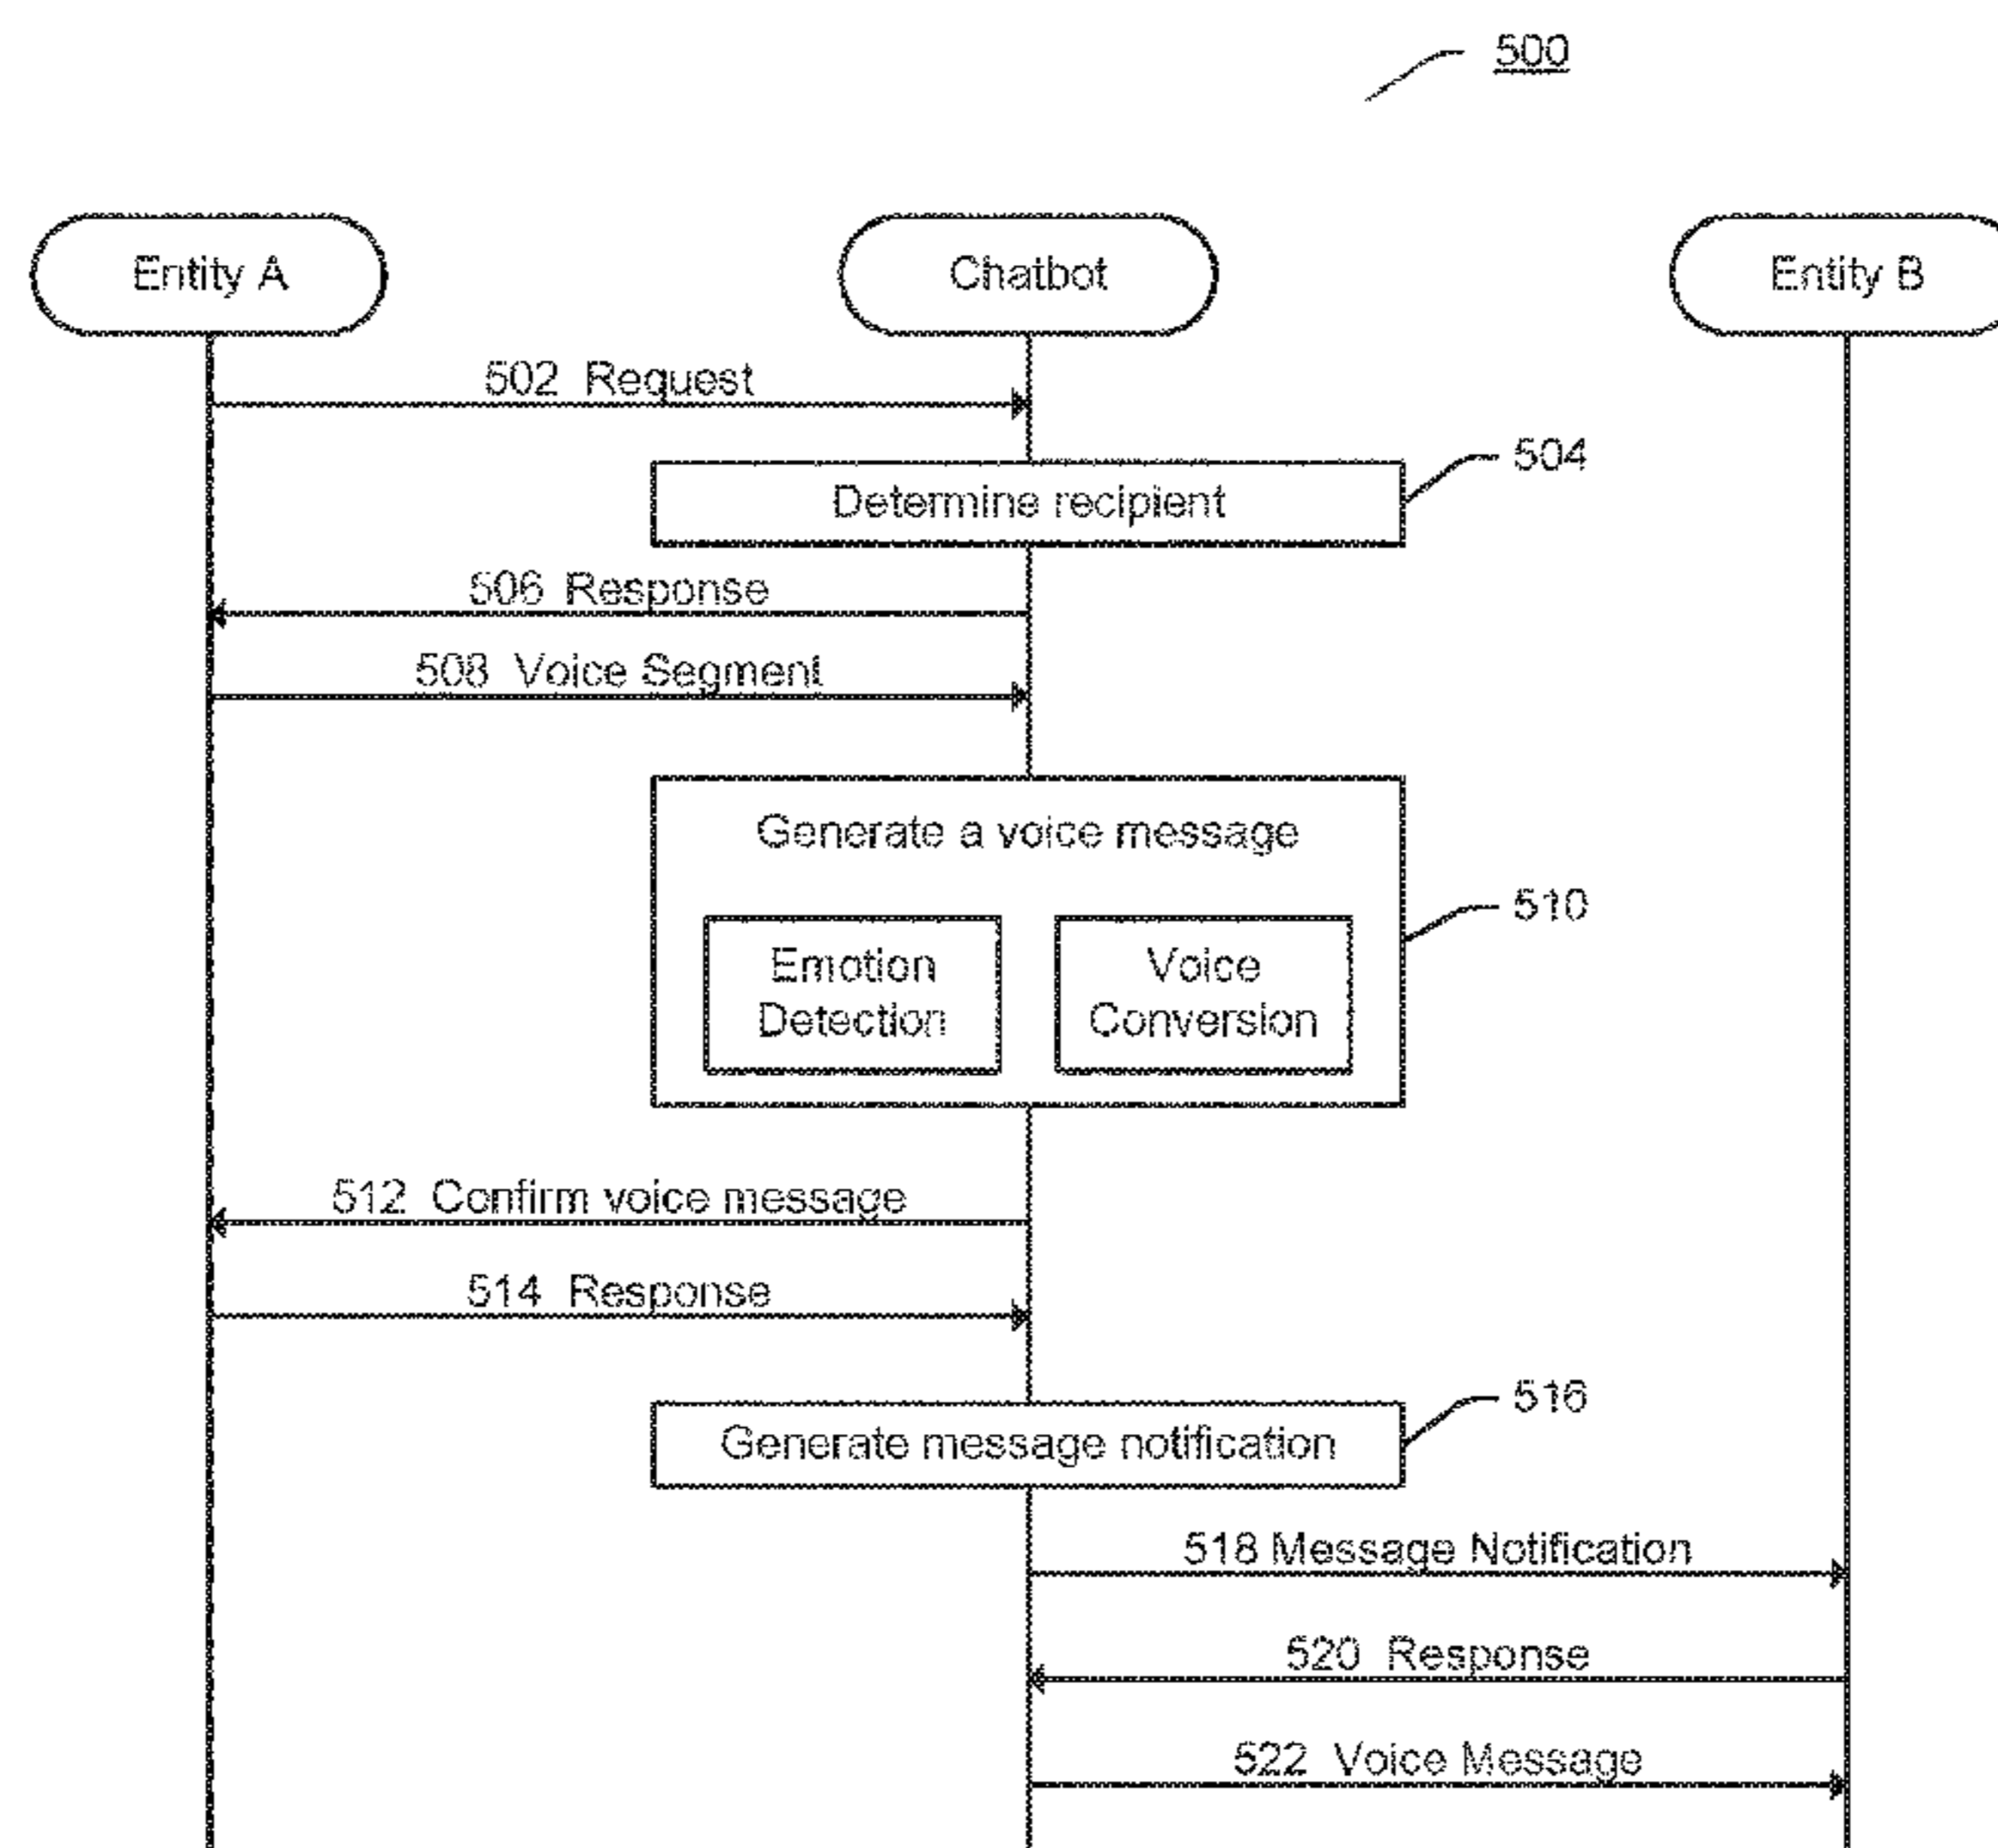 500
Entity A
Chatbot
Entity B
502 Request
504
Determine recipient
506 Response
508 Voice Segment
Generate a voice message
510
Emotion
Detection
Voice
Conversion
512 Confirm voice message
514 Response
516
Generate message notification
518 Message Notification
520 Response
522 Voice Message